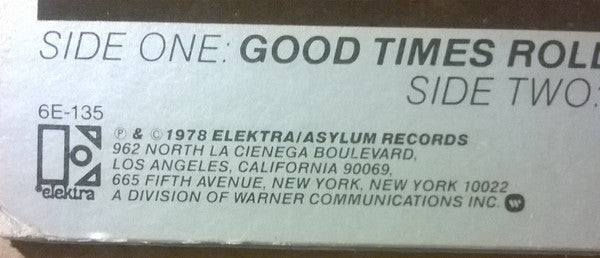 SIDE ONE: GOOD TIMES ROLL
SIDE TWO:
6E-135
℗ & © 1978 ELEKTRA/ASYLUM RECORDS
962 NORTH LA CIENEGA BOULEVARD,
LOS ANGELES, CALIFORNIA 90069,
665 FIFTH AVENUE, NEW YORK, NEW YORK 10022
A DIVISION OF WARNER COMMUNICATIONS INC.
elektra